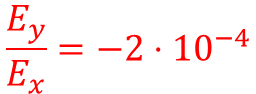 E_y/E_x = −2 · 10^−4